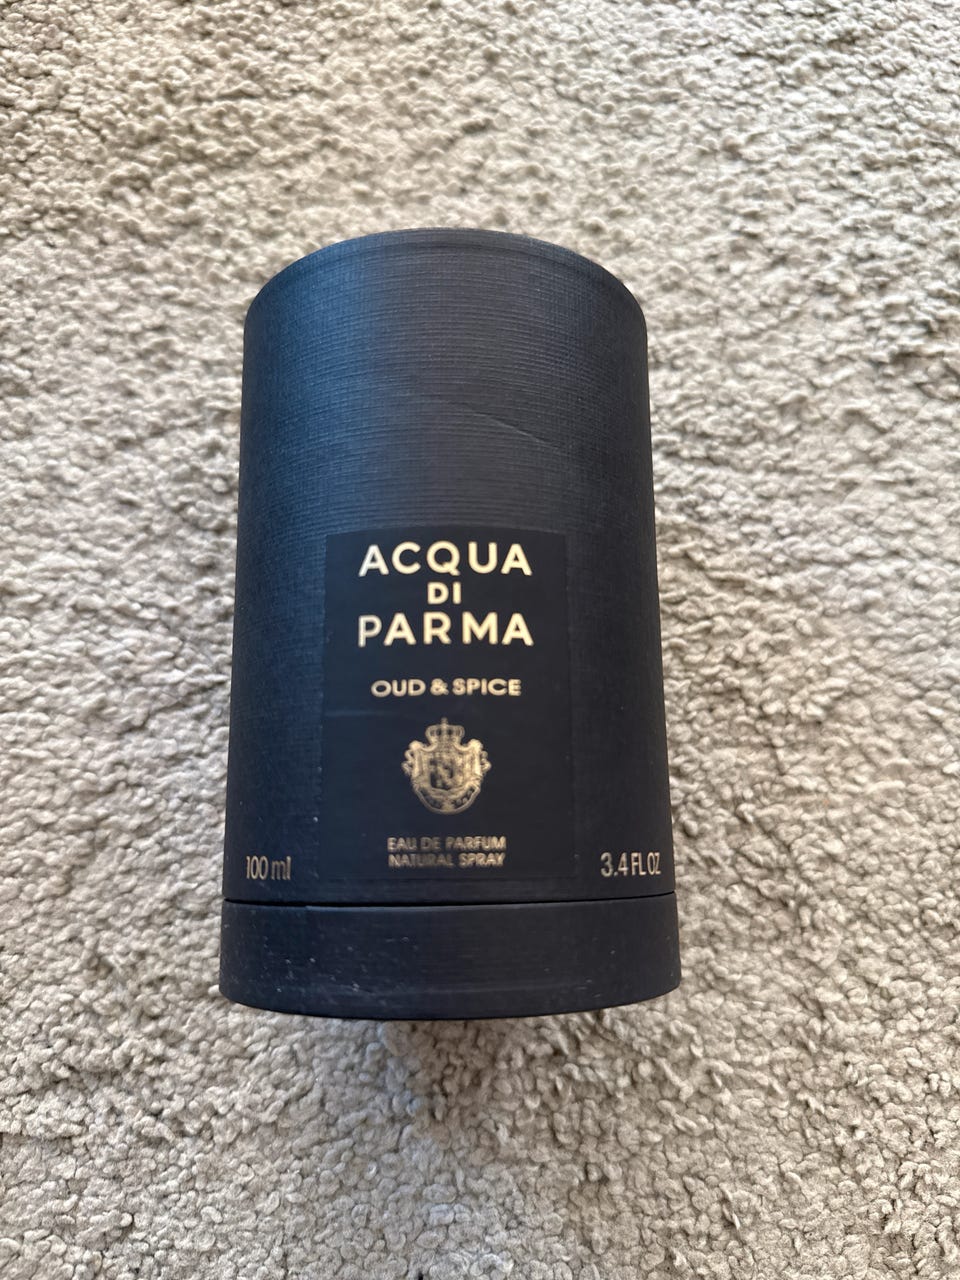 ACQUA
DI
PARMA
OUD & SPICE
EAU DE PARFUM
NATURAL SPRAY
100 ml
3.4 FL OZ